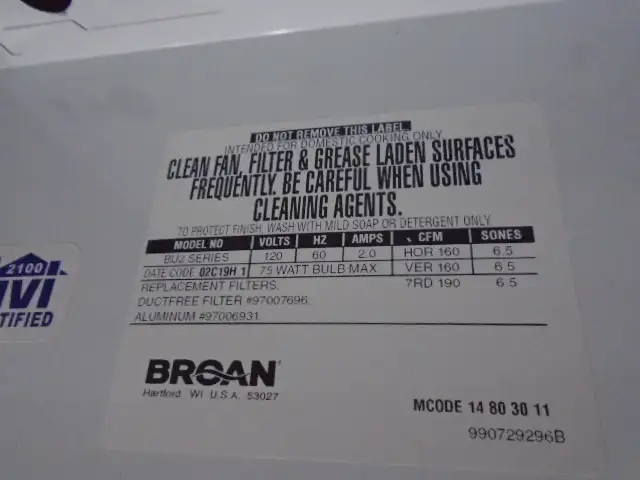 DO NOT REMOVE THIS LABEL.
INTENDED FOR DOMESTIC COOKING ONLY
CLEAN FAN, FILTER & GREASE LADEN SURFACES
FREQUENTLY. BE CAREFUL WHEN USING
CLEANING AGENTS.
TO PROTECT FINISH, WASH WITH MILD SOAP OR DETERGENT ONLY
MODEL NO VOLTS HZ AMPS CFM SONES
BU2 SERIES 120 60 2.0 HOR 160 6.5
DATE CODE 02C19H 1 75 WATT BULB MAX. VER 160 6.5
REPLACEMENT FILTERS: 7RD 190 6.5
DUCTFREE FILTER #97007696.
ALUMINUM #97006931.
BROAN
Hartford, WI U.S.A. 53027
MCODE 14 80 30 11
990729296B
2100
HVI
TIFIED